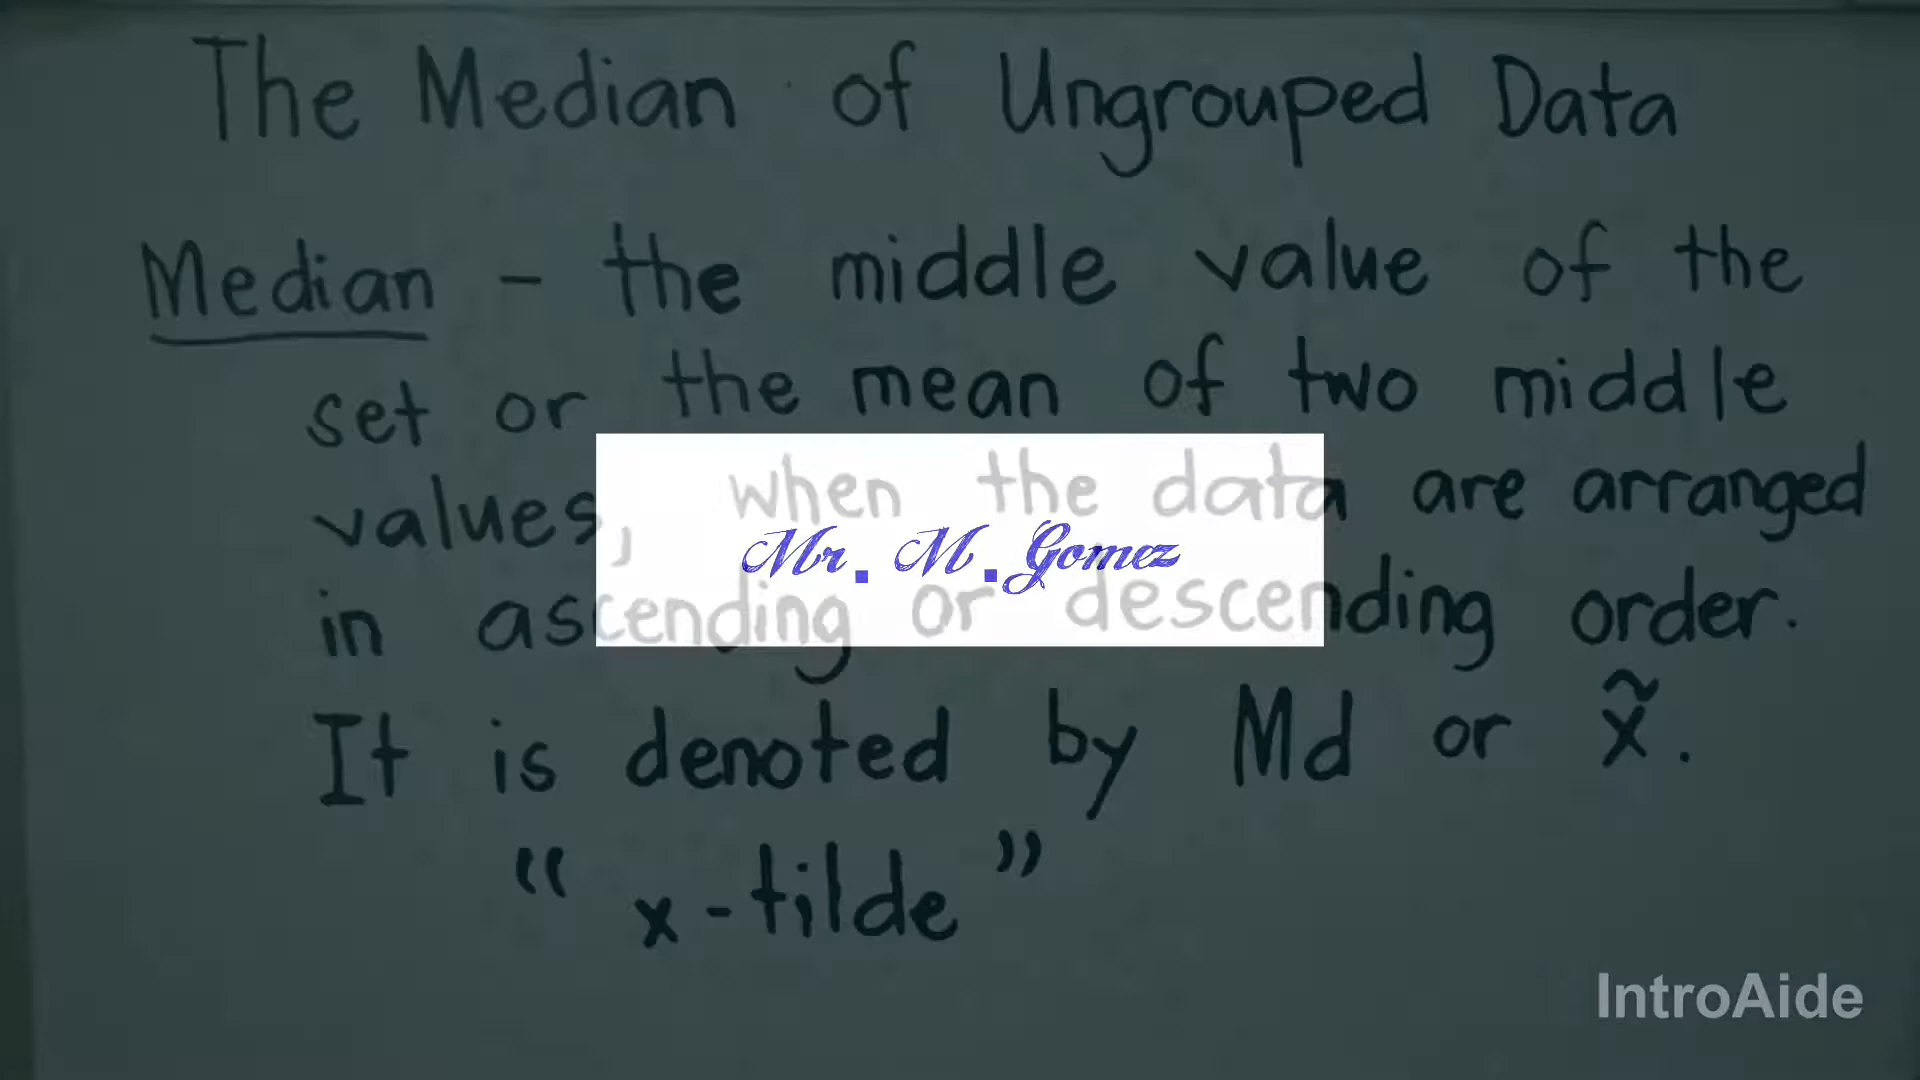 The Median of Ungrouped Data
Median - the middle value of the
set or the mean of two middle
values, when the data are arranged
in ascending or descending order.
Mr. M. Gomez
It is denoted by Md or x̃.
"x-tilde"
IntroAide